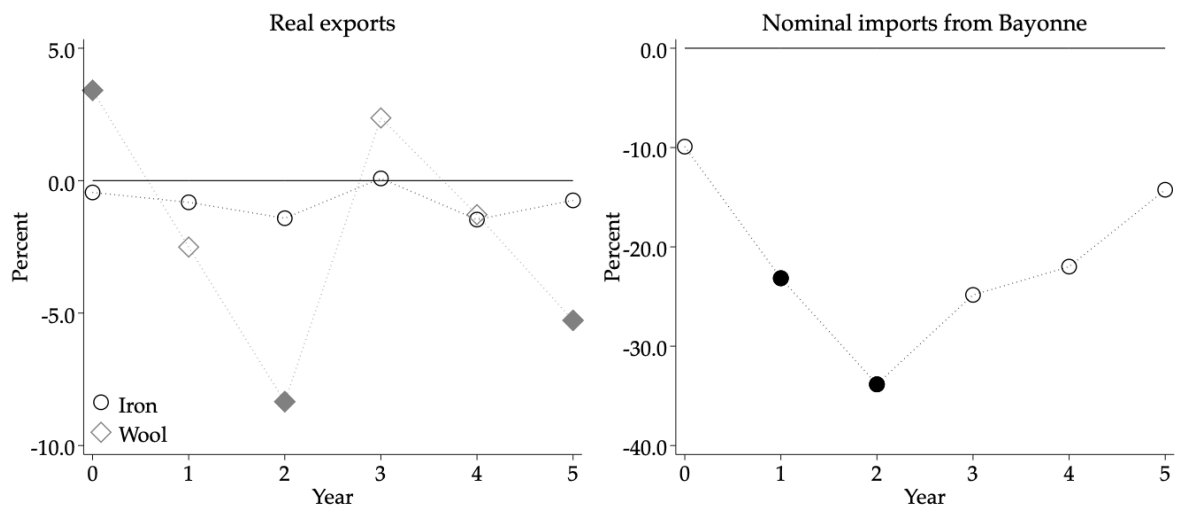 Real exports
5.0
0.0
-5.0
-10.0
Percent
Iron
Wool
0 1 2 3 4 5
Year
Nominal imports from Bayonne
0.0
-10.0
-20.0
-30.0
-40.0
Percent
0 1 2 3 4 5
Year